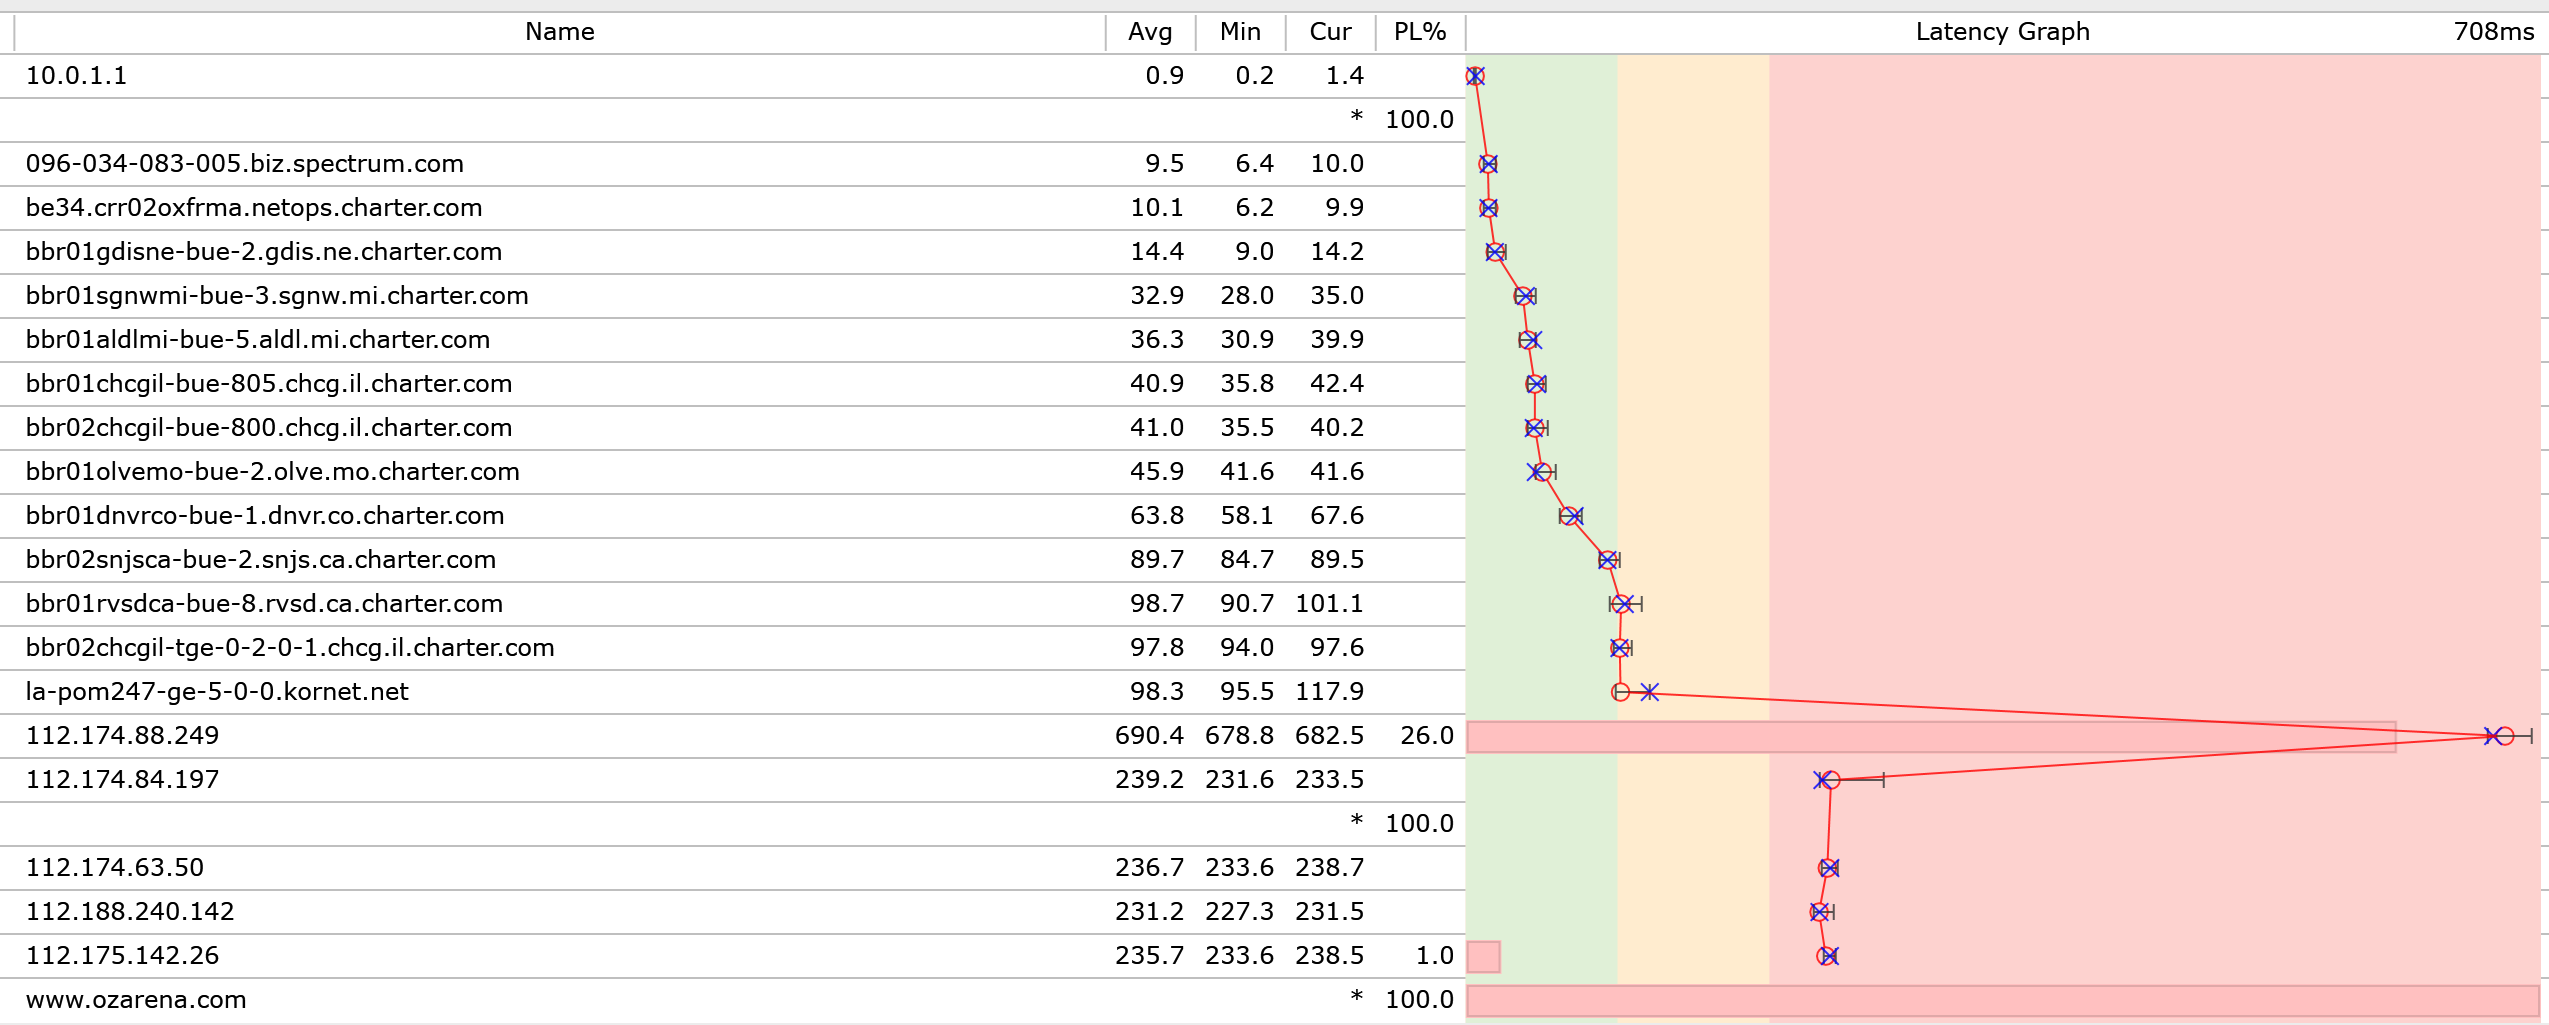 Name Avg Min Cur PL% Latency Graph 708ms
10.0.1.1 0.9 0.2 1.4
* 100.0
096-034-083-005.biz.spectrum.com 9.5 6.4 10.0
be34.crr02oxfrma.netops.charter.com 10.1 6.2 9.9
bbr01gdisne-bue-2.gdis.ne.charter.com 14.4 9.0 14.2
bbr01sgnwmi-bue-3.sgnw.mi.charter.com 32.9 28.0 35.0
bbr01aldlmi-bue-5.aldl.mi.charter.com 36.3 30.9 39.9
bbr01chcgil-bue-805.chcg.il.charter.com 40.9 35.8 42.4
bbr02chcgil-bue-800.chcg.il.charter.com 41.0 35.5 40.2
bbr01olvemo-bue-2.olve.mo.charter.com 45.9 41.6 41.6
bbr01dnvrco-bue-1.dnvr.co.charter.com 63.8 58.1 67.6
bbr02snjsca-bue-2.snjs.ca.charter.com 89.7 84.7 89.5
bbr01rvsdca-bue-8.rvsd.ca.charter.com 98.7 90.7 101.1
bbr02chcgil-tge-0-2-0-1.chcg.il.charter.com 97.8 94.0 97.6
la-pom247-ge-5-0-0.kornet.net 98.3 95.5 117.9
112.174.88.249 690.4 678.8 682.5 26.0
112.174.84.197 239.2 231.6 233.5
* 100.0
112.174.63.50 236.7 233.6 238.7
112.188.240.142 231.2 227.3 231.5
112.175.142.26 235.7 233.6 238.5 1.0
www.ozarena.com * 100.0